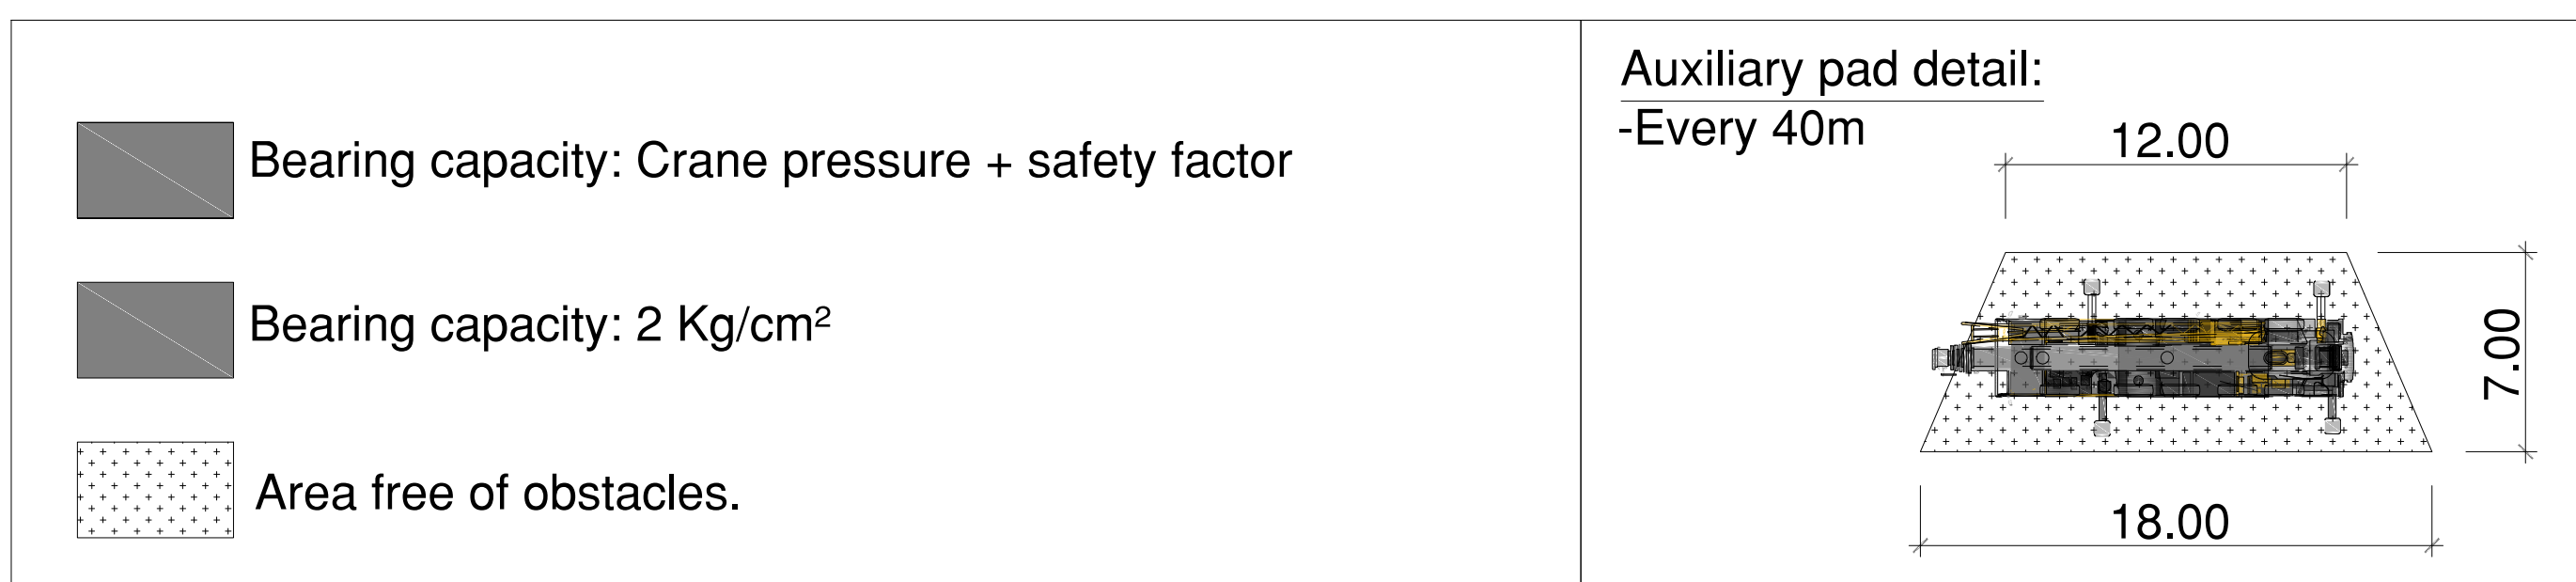 Bearing capacity: Crane pressure + safety factor
Bearing capacity: 2 Kg/cm²
Area free of obstacles.
Auxiliary pad detail:
-Every 40m
12.00
7.00
18.00